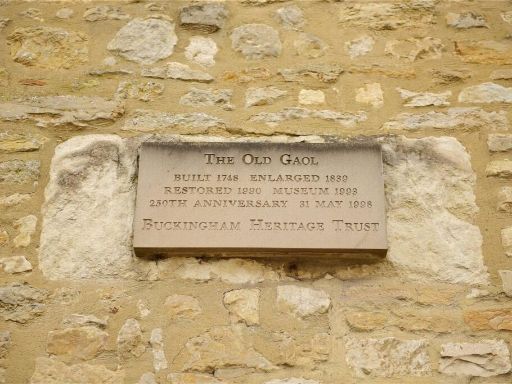 The Old Gaol
Built 1748 Enlarged 1839
Restored 1990 Museum 1993
250th Anniversary 31 May 1998
Buckingham Heritage Trust